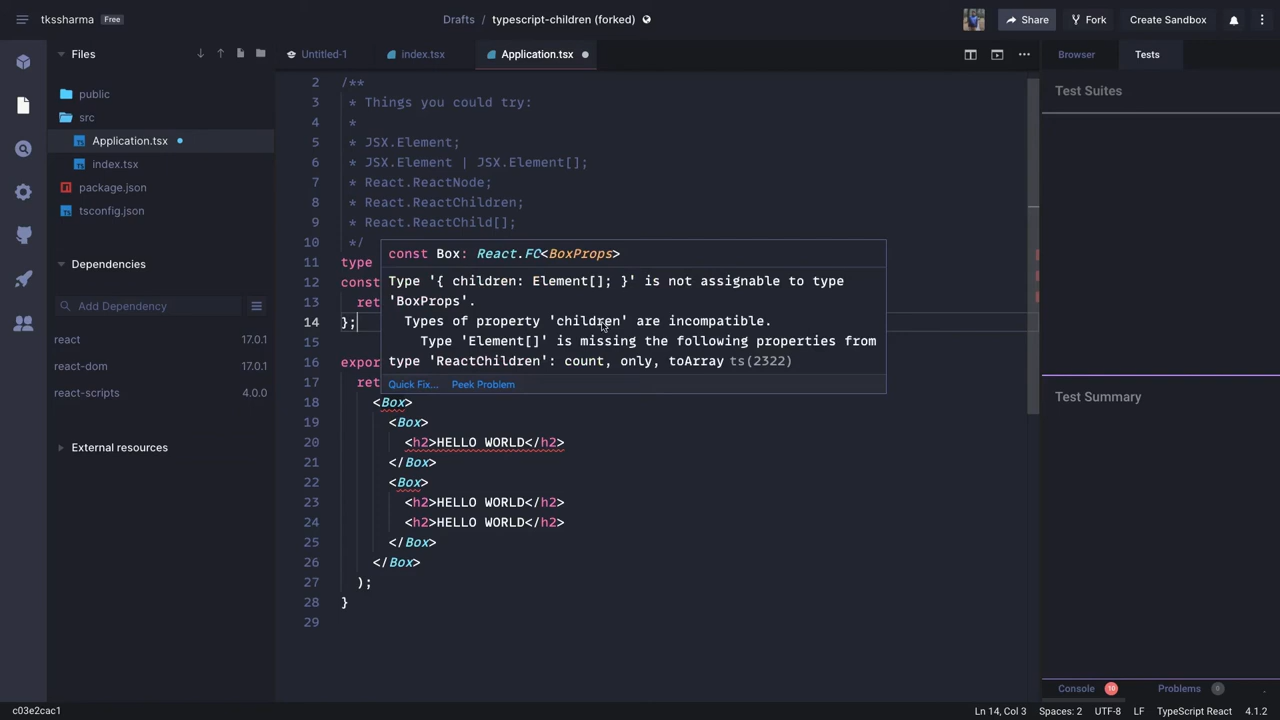 tkssharma Free
Drafts / typescript-children (forked)
Share
Fork
Create Sandbox
Files
public
src
Application.tsx
index.tsx
package.json
tsconfig.json
Dependencies
Add Dependency
react 17.0.1
react-dom 17.0.1
react-scripts 4.0.0
External resources
Untitled-1
index.tsx
Application.tsx
2 /**
3 * Things you could try:
4 *
5 * JSX.Element;
6 * JSX.Element | JSX.Element[];
7 * React.ReactNode;
8 * React.ReactChildren;
9 * React.ReactChild[];
10 */
11 type
12 const
13 ret
14 };
15
16 expor
17 ret
18 <Box>
19 <Box>
20 <h2>HELLO WORLD</h2>
21 </Box>
22 <Box>
23 <h2>HELLO WORLD</h2>
24 <h2>HELLO WORLD</h2>
25 </Box>
26 </Box>
27 );
28 }
29
const Box: React.FC<BoxProps>
Type '{ children: Element[]; }' is not assignable to type
'BoxProps'.
Types of property 'children' are incompatible.
Type 'Element[]' is missing the following properties from
type 'ReactChildren': count, only, toArray ts(2322)
Quick Fix... Peek Problem
Browser
Tests
Test Suites
Test Summary
Console 10
Problems 0
c03e2cac1
Ln 14, Col 3 Spaces: 2 UTF-8 LF TypeScript React 4.1.2